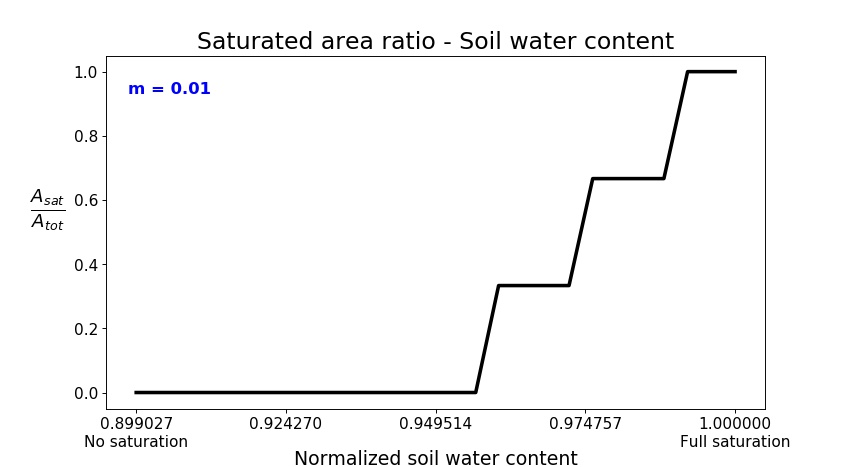 Saturated area ratio - Soil water content
m = 0.01
1.0
0.8
0.6
0.4
0.2
0.0
A_sat
A_tot
0.899027 0.924270 0.949514 0.974757 1.000000
No saturation Full saturation
Normalized soil water content